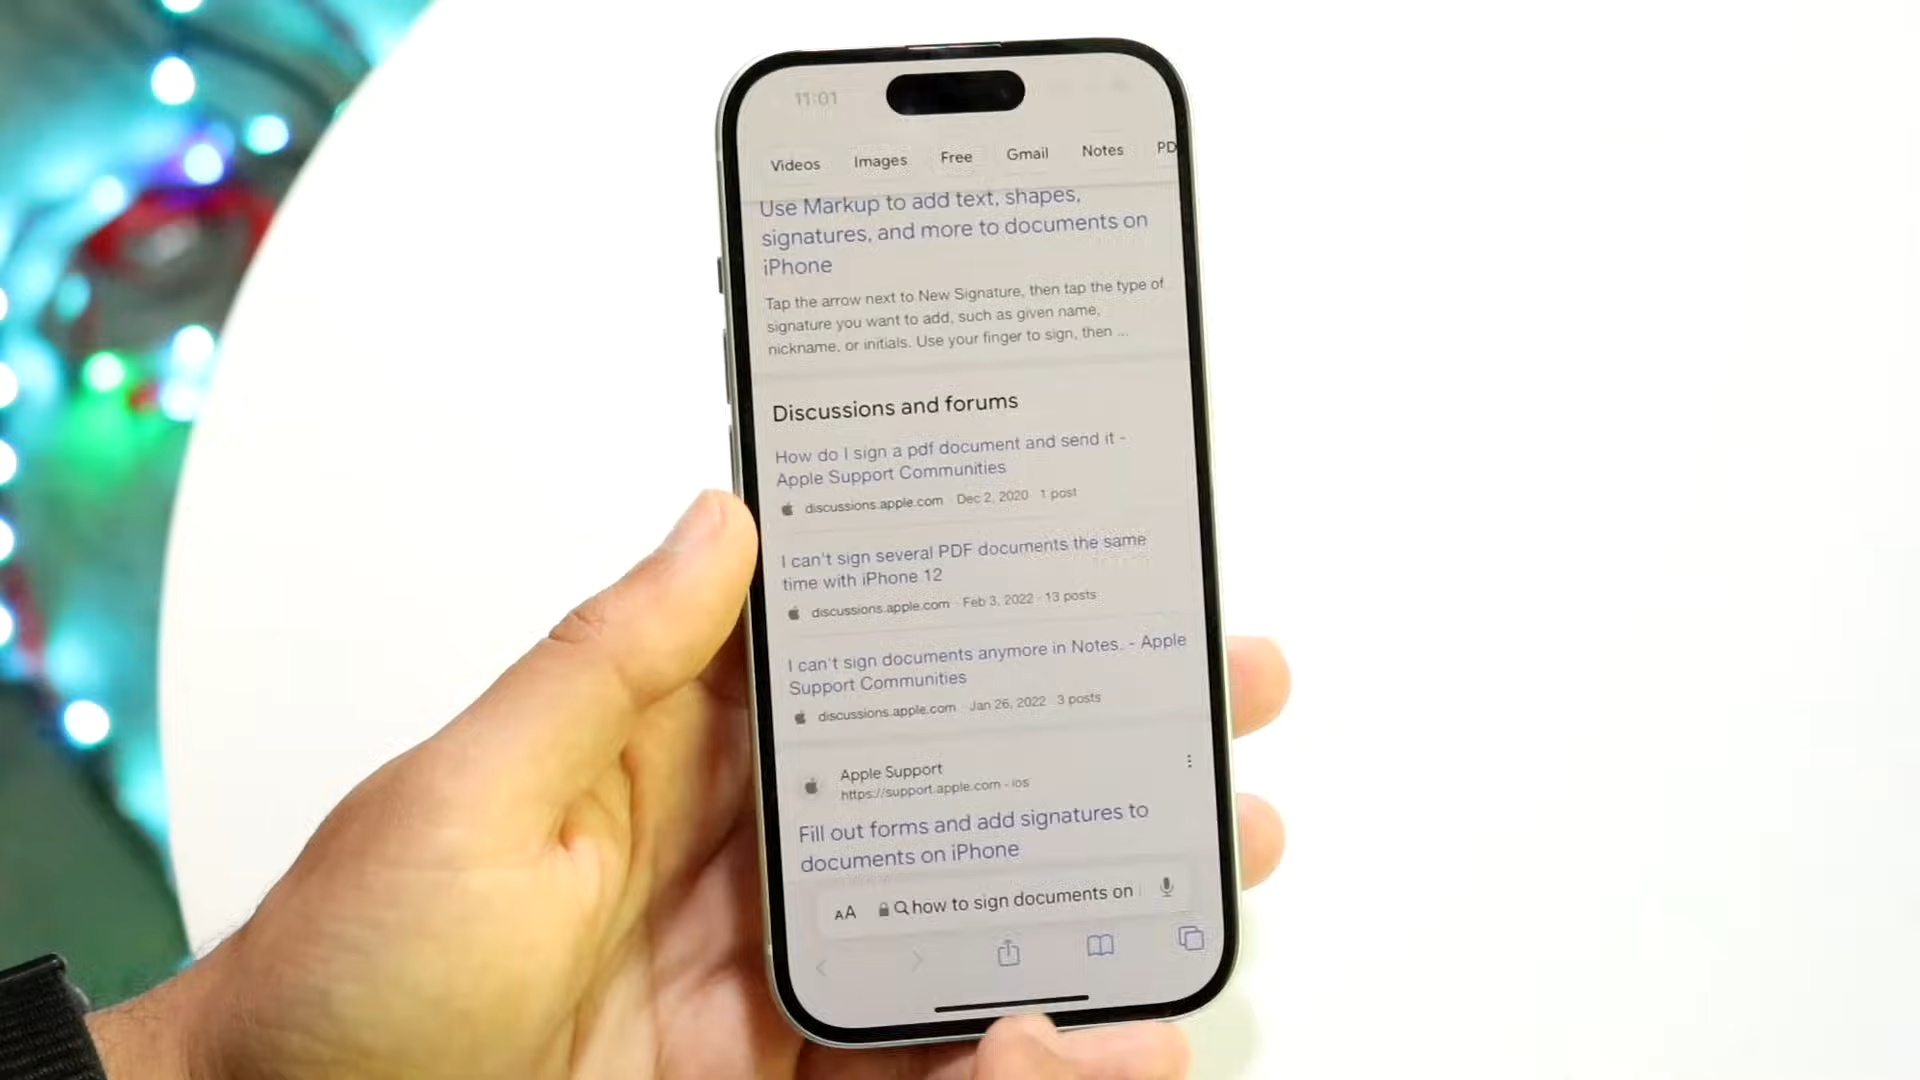 11:01
Videos Images Free Gmail Notes PD
Use Markup to add text, shapes,
signatures, and more to documents on
iPhone
Tap the arrow next to New Signature, then tap the type of
signature you want to add, such as given name,
nickname, or initials. Use your finger to sign, then ...
Discussions and forums
How do I sign a pdf document and send it -
Apple Support Communities
discussions.apple.com · Dec 2, 2020 · 1 post
I can't sign several PDF documents the same
time with iPhone 12
discussions.apple.com · Feb 3, 2022 · 13 posts
I can't sign documents anymore in Notes. - Apple
Support Communities
discussions.apple.com · Jan 26, 2022 · 3 posts
Apple Support
https://support.apple.com › ios
Fill out forms and add signatures to
documents on iPhone
AA how to sign documents on